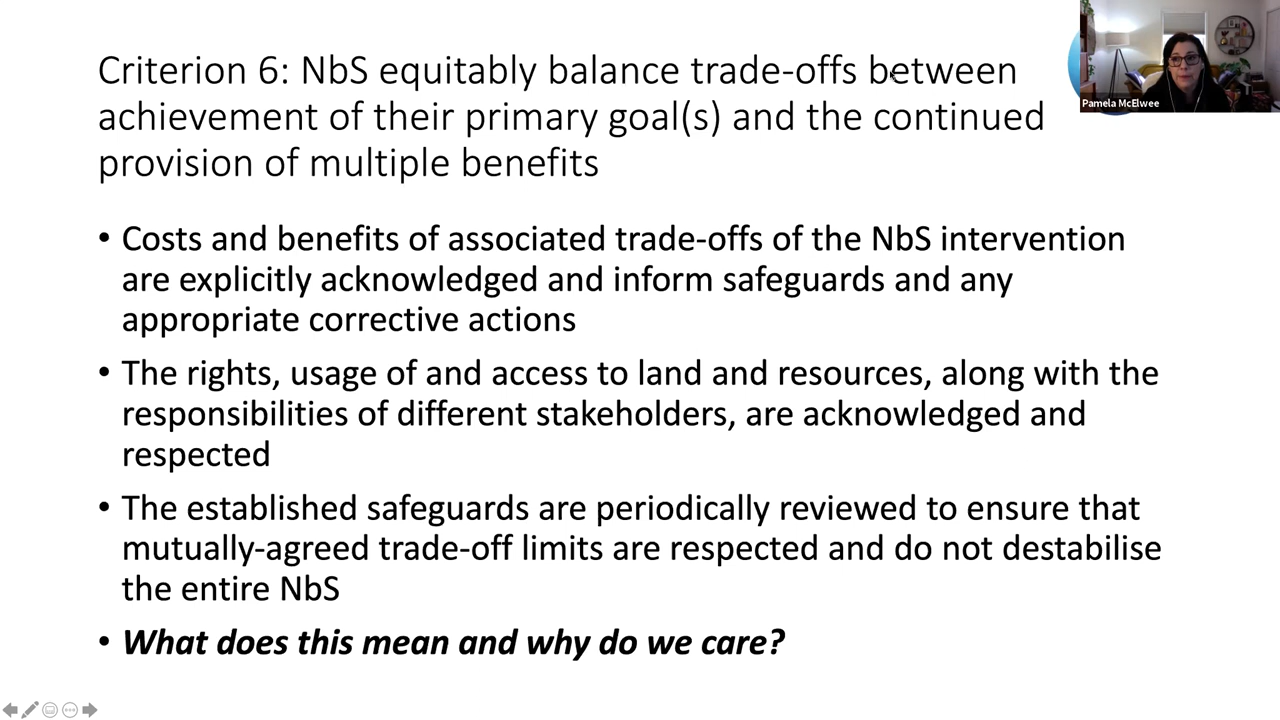 Criterion 6: NbS equitably balance trade-offs between
achievement of their primary goal(s) and the continued
provision of multiple benefits
Pamela McElwee
• Costs and benefits of associated trade-offs of the NbS intervention
are explicitly acknowledged and inform safeguards and any
appropriate corrective actions
• The rights, usage of and access to land and resources, along with the
responsibilities of different stakeholders, are acknowledged and
respected
• The established safeguards are periodically reviewed to ensure that
mutually-agreed trade-off limits are respected and do not destabilise
the entire NbS
• What does this mean and why do we care?